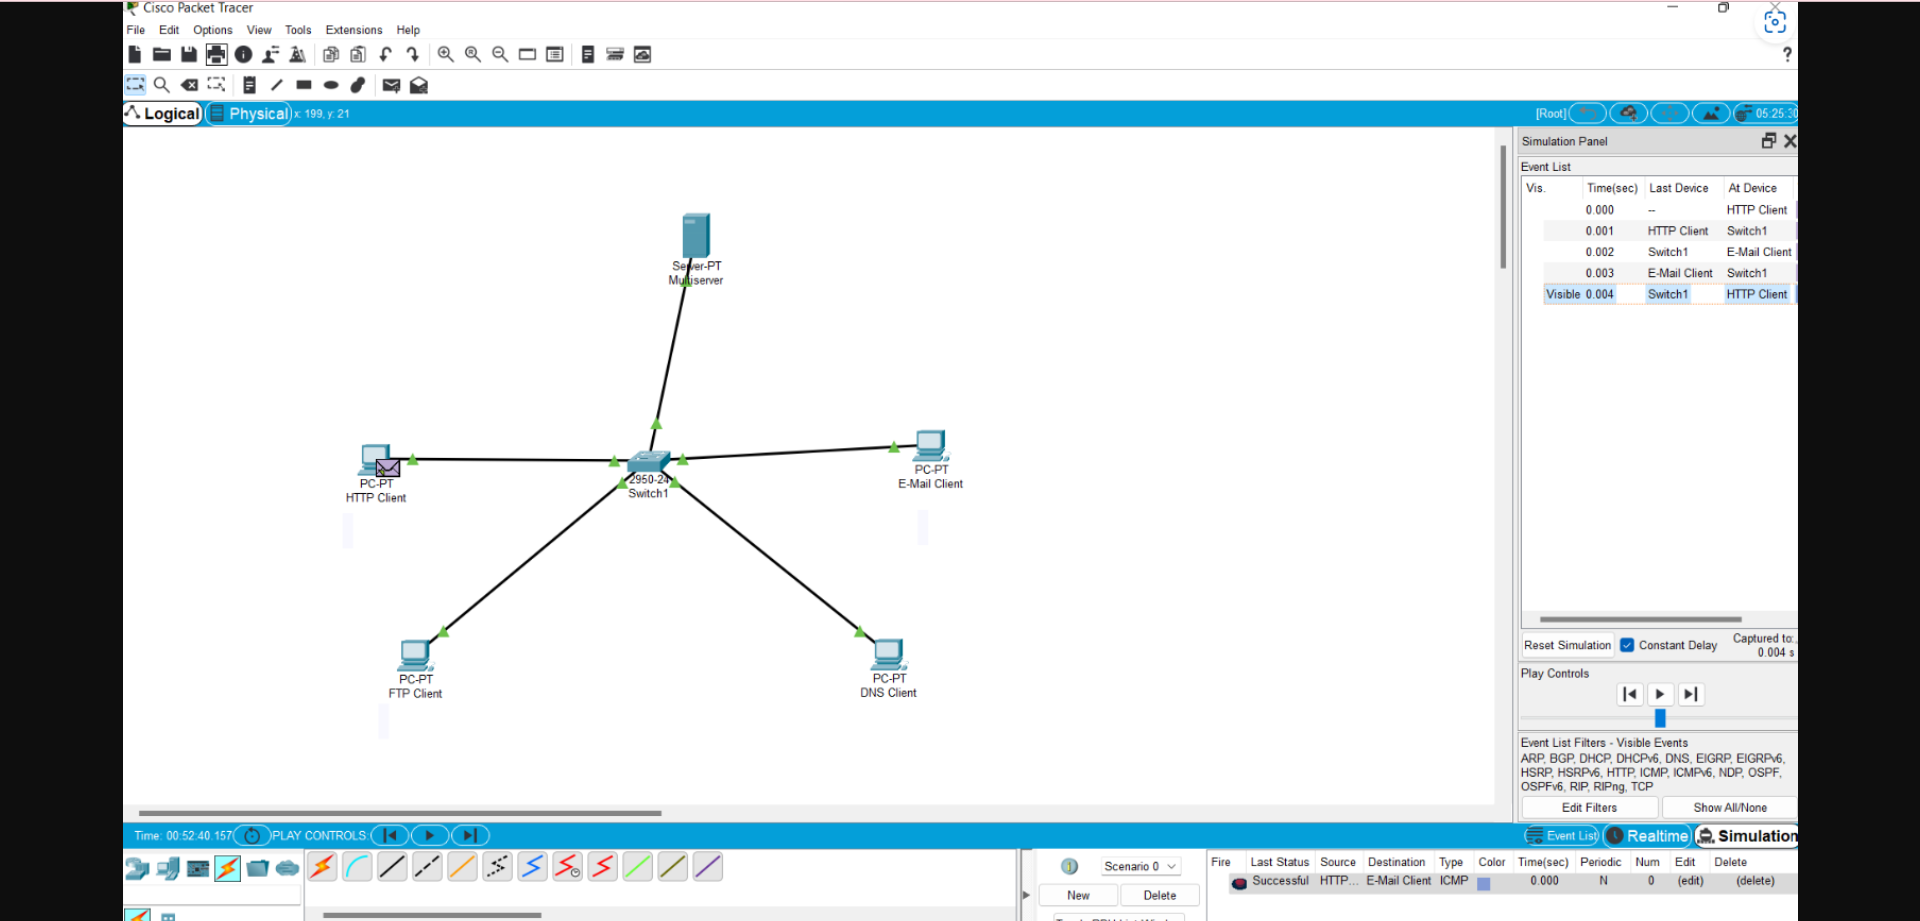 Cisco Packet Tracer
File Edit Options View Tools Extensions Help
?
Logical Physical x: 199, y: 21 [Root] 05:25:30
Simulation Panel
Event List
Vis. Time(sec) Last Device At Device
0.000 -- HTTP Client
0.001 HTTP Client Switch1
0.002 Switch1 E-Mail Client
0.003 E-Mail Client Switch1
Visible 0.004 Switch1 HTTP Client
Server-PT
Multiserver
PC-PT
HTTP Client
2950-24
Switch1
PC-PT
E-Mail Client
PC-PT
FTP Client
PC-PT
DNS Client
Reset Simulation Constant Delay Captured to:
0.004 s
Play Controls
Event List Filters - Visible Events
ARP, BGP, DHCP, DHCPv6, DNS, EIGRP, EIGRPv6,
HSRP, HSRPv6, HTTP, ICMP, ICMPv6, NDP, OSPF,
OSPFv6, RIP, RIPng, TCP
Edit Filters Show All/None
Time: 00:52:40.157 PLAY CONTROLS: Event List Realtime Simulation
Scenario 0
New Delete
Fire Last Status Source Destination Type Color Time(sec) Periodic Num Edit Delete
Successful HTTP... E-Mail Client ICMP 0.000 N 0 (edit) (delete)